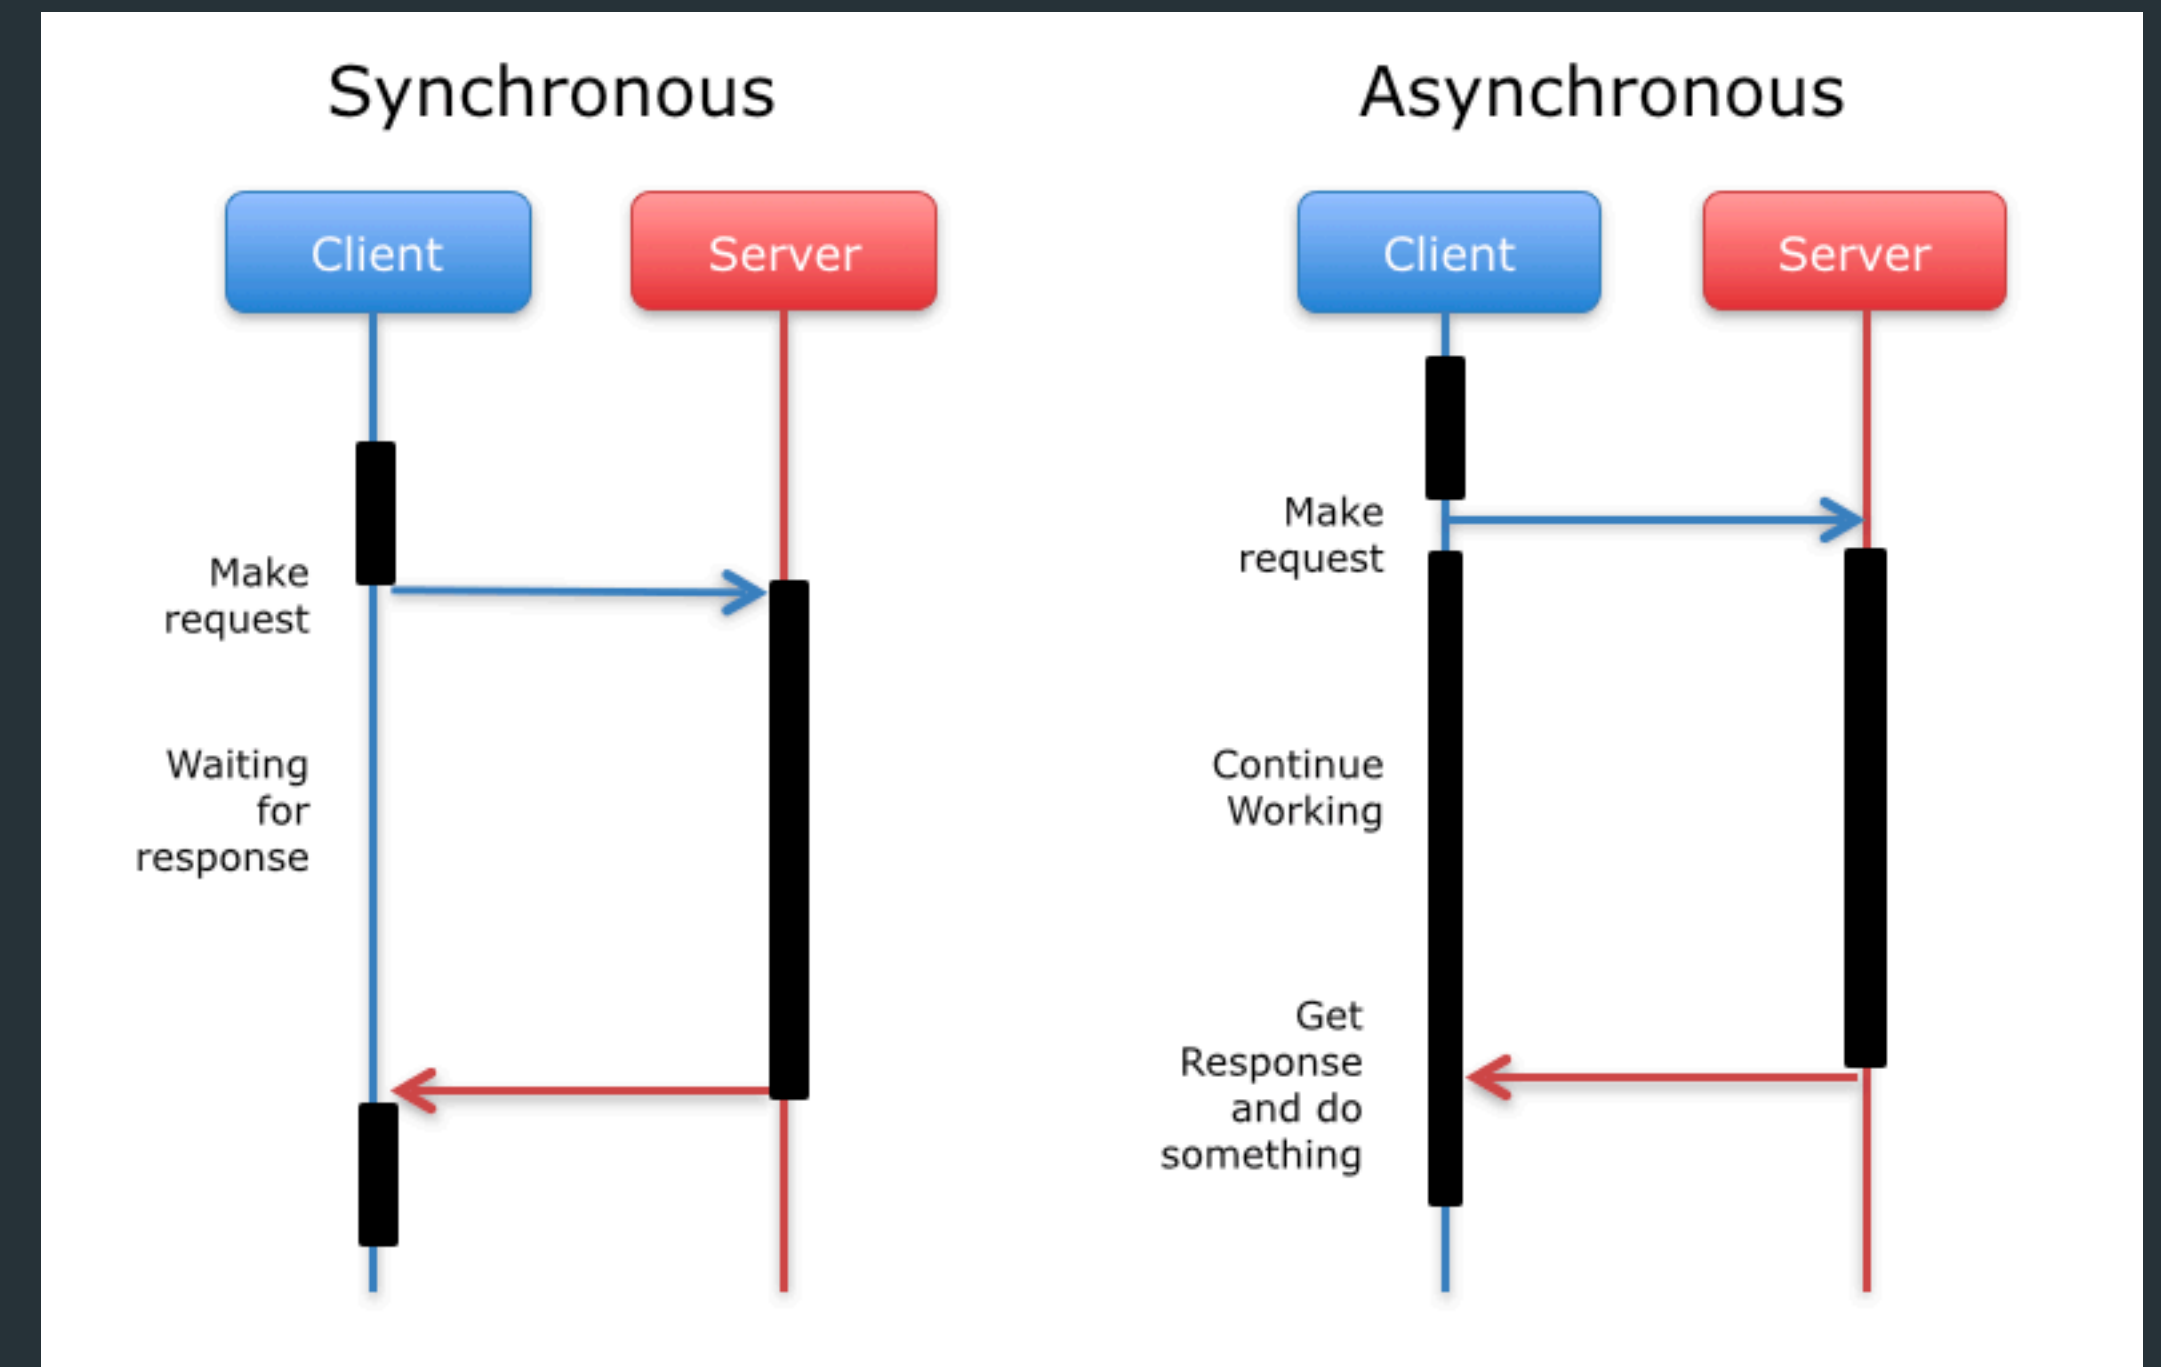 Synchronous
Client
Server
Make
request
Waiting
for
response
Asynchronous
Client
Server
Make
request
Continue
Working
Get
Response
and do
something